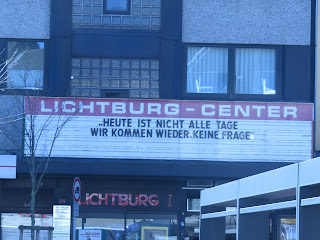 LICHTBURG-CENTER
„HEUTE IST NICHT ALLE TAGE
WIR KOMMEN WIEDER.KEINE FRAGE"
LICHTBURG